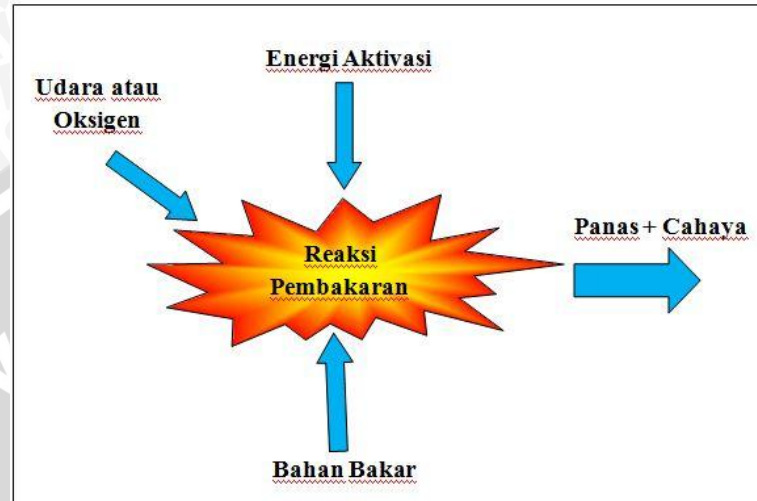 Energi Aktivasi
Udara atau
Oksigen
Panas + Cahaya
Reaksi
Pembakaran
Bahan Bakar